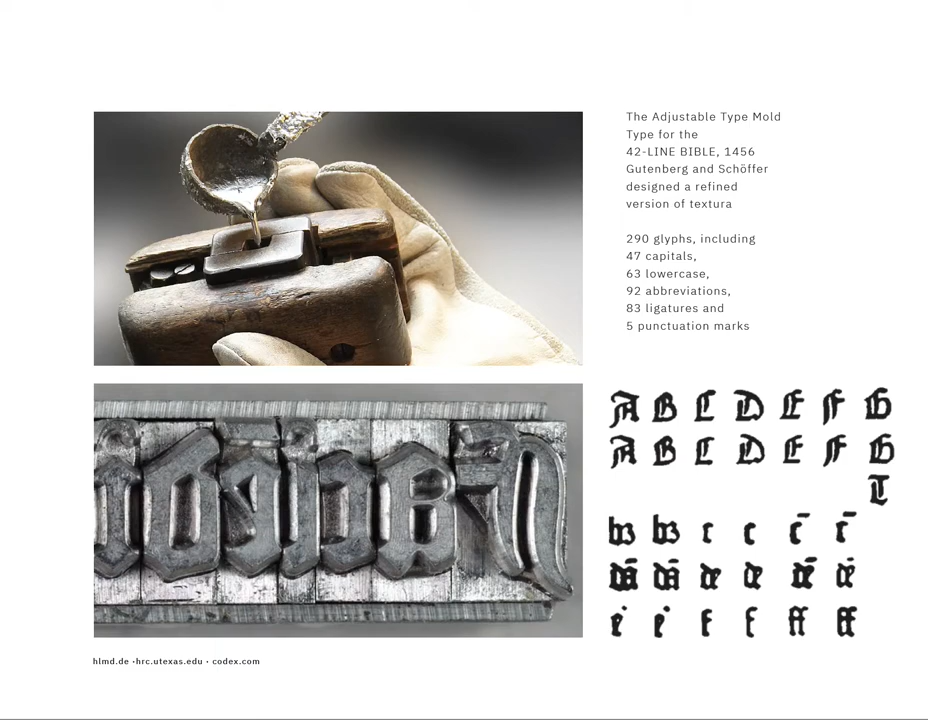 The Adjustable Type Mold
Type for the
42-LINE BIBLE, 1456
Gutenberg and Schöffer
designed a refined
version of textura
290 glyphs, including
47 capitals,
63 lowercase,
92 abbreviations,
83 ligatures and
5 punctuation marks
A B C D E F G
A B C D E F G
T
hlmd.de · hrc.utexas.edu · codex.com